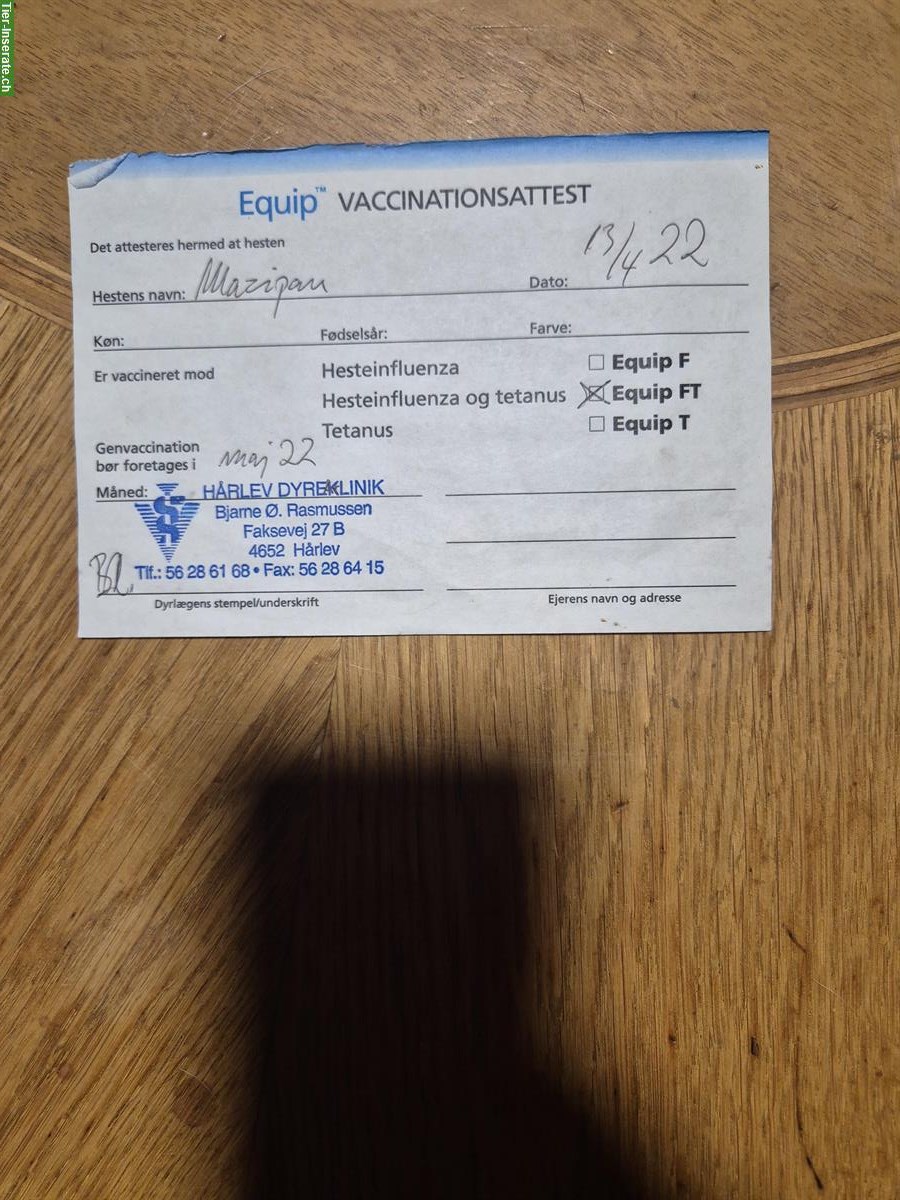 Tier-Inserate.ch
Equip™ VACCINATIONSATTEST
Det attesteres hermed at hesten
13/4 22
Hestens navn: Mazipan Dato:
Køn: Fødselsår: Farve:
Er vaccineret mod Hesteinfluenza Equip F
Hesteinfluenza og tetanus Equip FT
Tetanus Equip T
Genvaccination
bør foretages i maj 22
Måned: HÅRLEV DYREKLINIK
Bjarne Ø. Rasmussen
Faksevej 27 B
4652 Hårlev
Tlf.: 56 28 61 68 • Fax: 56 28 64 15
Dyrlægens stempel/underskrift Ejerens navn og adresse